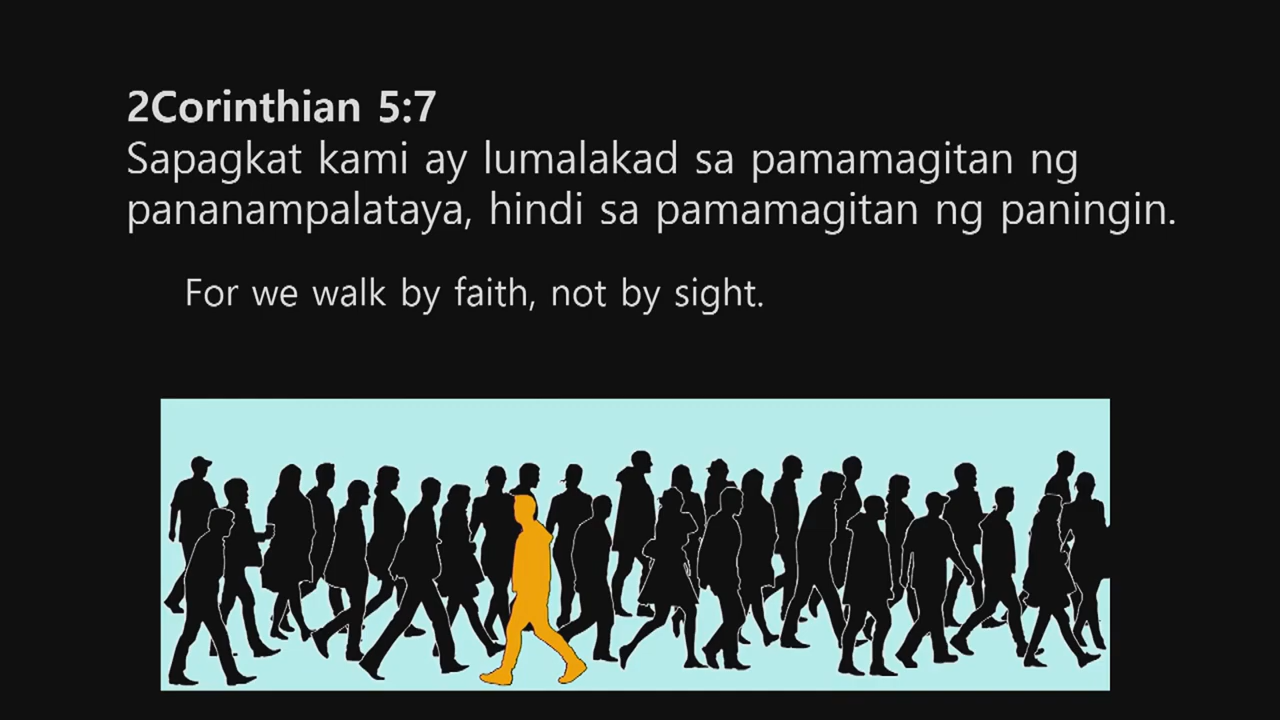 2Corinthian 5:7
Sapagkat kami ay lumalakad sa pamamagitan ng
pananampalataya, hindi sa pamamagitan ng paningin.
For we walk by faith, not by sight.